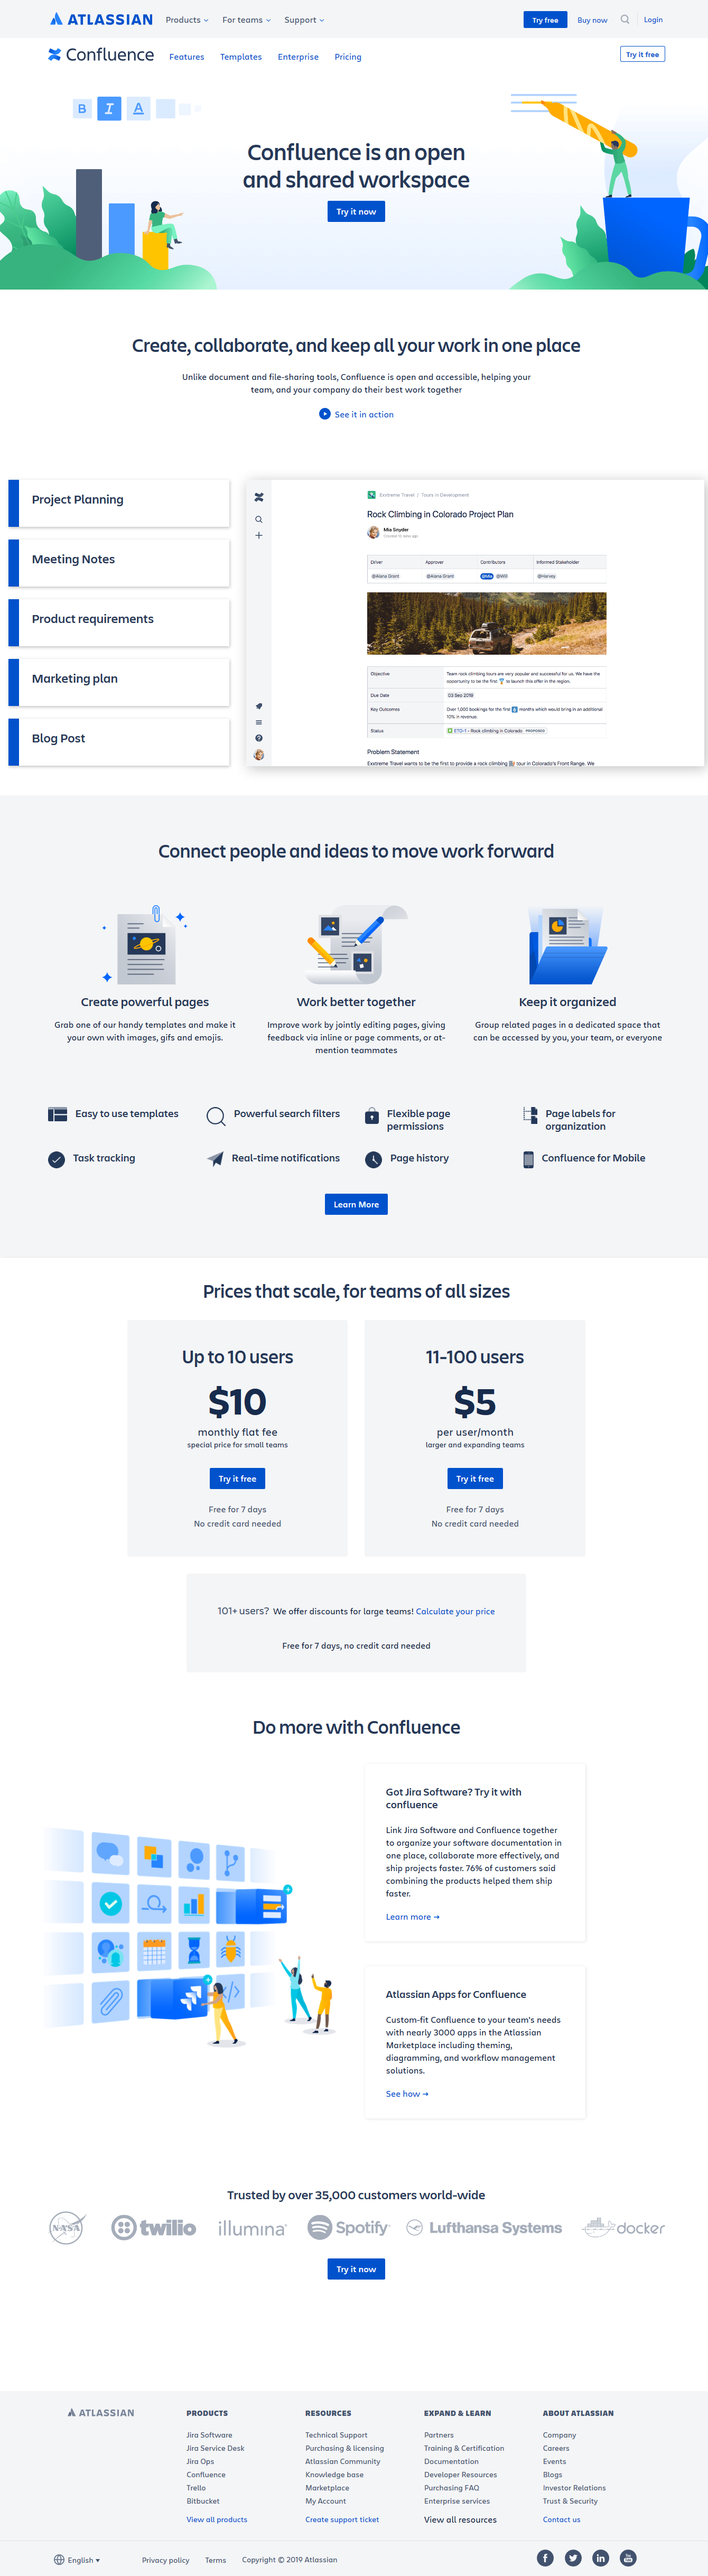 ATLASSIAN Products For teams Support Try free Buy now Login
Confluence Features Templates Enterprise Pricing Try it free
B I A
Confluence is an open
and shared workspace
Try it now
Create, collaborate, and keep all your work in one place
Unlike document and file-sharing tools, Confluence is open and accessible, helping your
team, and your company do their best work together
See it in action
Project Planning
Meeting Notes
Product requirements
Marketing plan
Blog Post
Exxtreme Travel / Tours in Development
Rock Climbing in Colorado Project Plan
Mia Snyder
Driver Approver Contributors Informed Stakeholder
@Alana Grant @Alana Grant @Mia @Will @Harvey
Objective Team rock climbing tours are very popular and successful for us. We have the
opportunity to be the first to launch this offer in the region.
Due Date 03 Sep 2019
Key Outcomes Over 1,000 bookings for the first 6 months which would bring in an additional
10% in revenue.
Status ETD-1 - Rock climbing in Colorado PROPOSED
Problem Statement
Exxtreme Travel wants to be the first to provide a rock climbing tour in Colorado's Front Range. We
Connect people and ideas to move work forward
Create powerful pages
Grab one of our handy templates and make it
your own with images, gifs and emojis.
Work better together
Improve work by jointly editing pages, giving
feedback via inline or page comments, or at-
mention teammates
Keep it organized
Group related pages in a dedicated space that
can be accessed by you, your team, or everyone
Easy to use templates
Powerful search filters
Flexible page
permissions
Page labels for
organization
Task tracking
Real-time notifications
Page history
Confluence for Mobile
Learn More
Prices that scale, for teams of all sizes
Up to 10 users
$10
monthly flat fee
special price for small teams
Try it free
Free for 7 days
No credit card needed
11-100 users
$5
per user/month
larger and expanding teams
Try it free
Free for 7 days
No credit card needed
101+ users? We offer discounts for large teams! Calculate your price
Free for 7 days, no credit card needed
Do more with Confluence
Got Jira Software? Try it with
confluence
Link Jira Software and Confluence together
to organize your software documentation in
one place, collaborate more effectively, and
ship projects faster. 76% of customers said
combining the products helped them ship
faster.
Learn more →
Atlassian Apps for Confluence
Custom-fit Confluence to your team's needs
with nearly 3000 apps in the Atlassian
Marketplace including theming,
diagramming, and workflow management
solutions.
See how →
Trusted by over 35,000 customers world-wide
NASA twilio illumina Spotify Lufthansa Systems docker
Try it now
ATLASSIAN
PRODUCTS
Jira Software
Jira Service Desk
Jira Ops
Confluence
Trello
Bitbucket
View all products
RESOURCES
Technical Support
Purchasing & licensing
Atlassian Community
Knowledge base
Marketplace
My Account
Create support ticket
EXPAND & LEARN
Partners
Training & Certification
Documentation
Developer Resources
Purchasing FAQ
Enterprise services
View all resources
ABOUT ATLASSIAN
Company
Careers
Events
Blogs
Investor Relations
Trust & Security
Contact us
English Privacy policy Terms Copyright © 2019 Atlassian